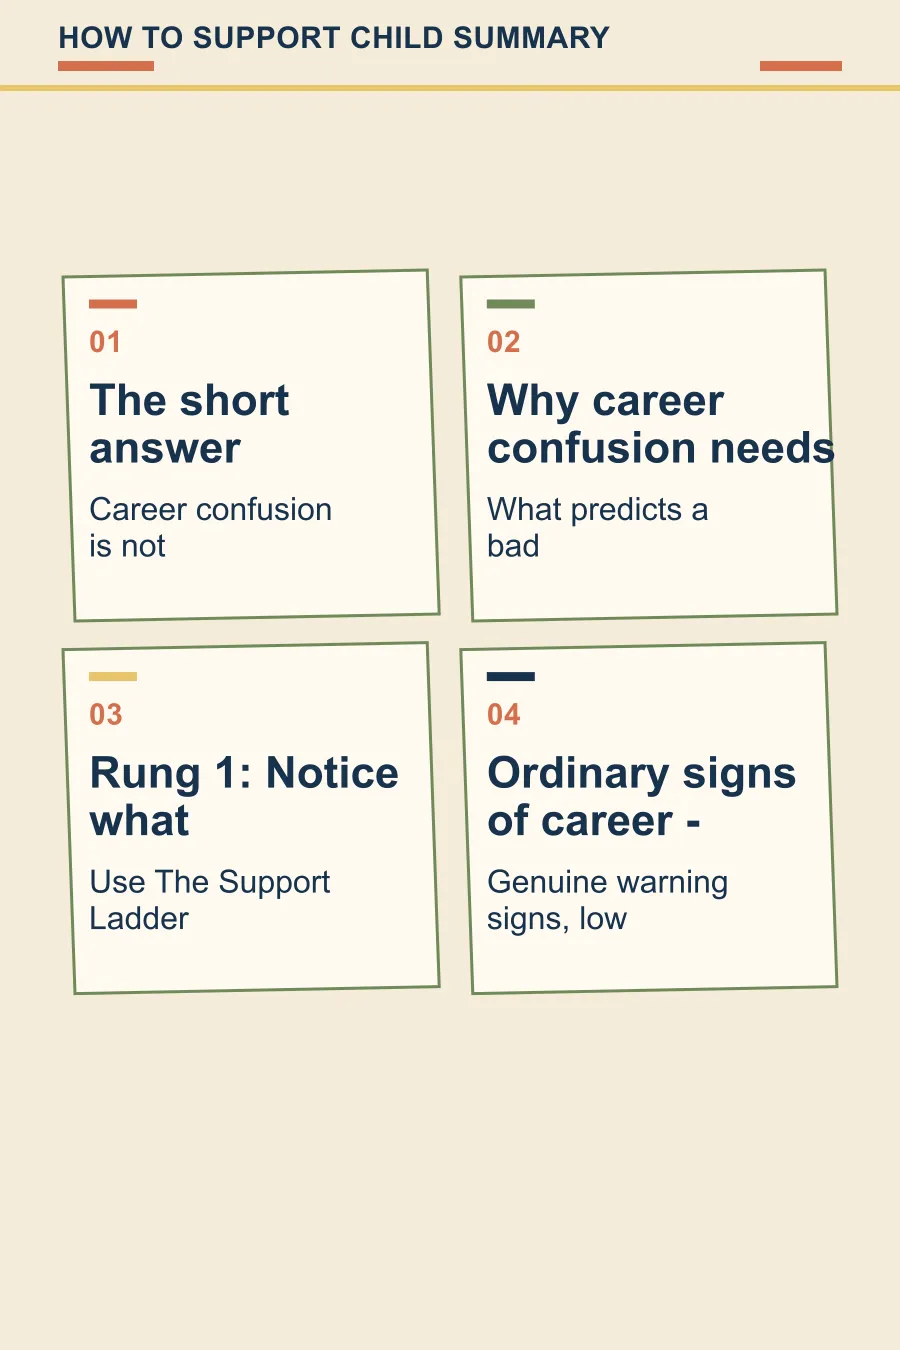 HOW TO SUPPORT CHILD SUMMARY
01
The short
answer
Career confusion
is not
02
Why career
confusion needs
What predicts a
bad
03
Rung 1: Notice
what
Use The Support
Ladder
04
Ordinary signs
of career -
Genuine warning
signs, low